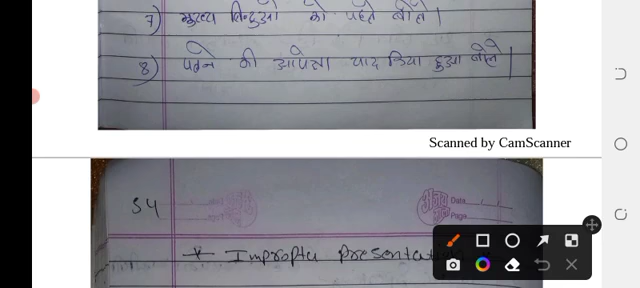 7) मुख्य बिन्दुओ को पहले बोले |
8) पढ़ने की अपेक्षा याद किया हुआ बोले |
Scanned by CamScanner
54
Date
Page
* Impromptu Presentat